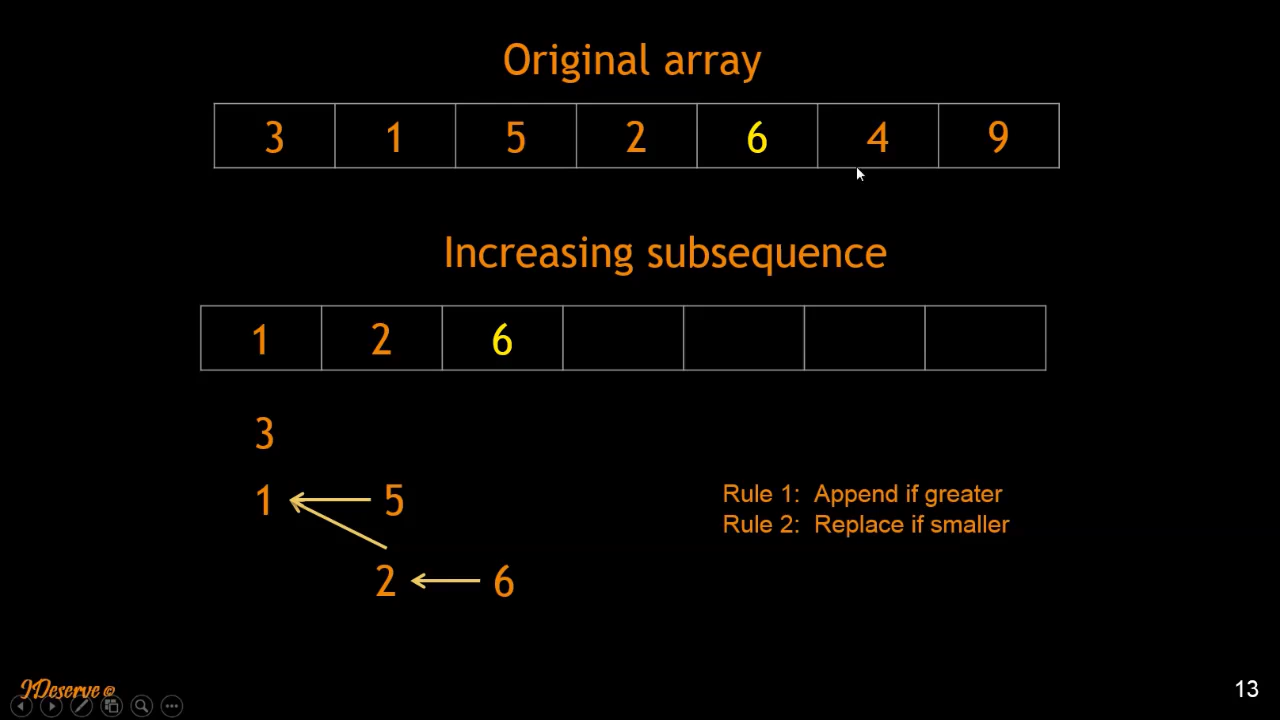 Original array
3 1 5 2 6 4 9
Increasing subsequence
1 2 6
3
1 5
Rule 1: Append if greater
Rule 2: Replace if smaller
2 6
IDeserve ©
13